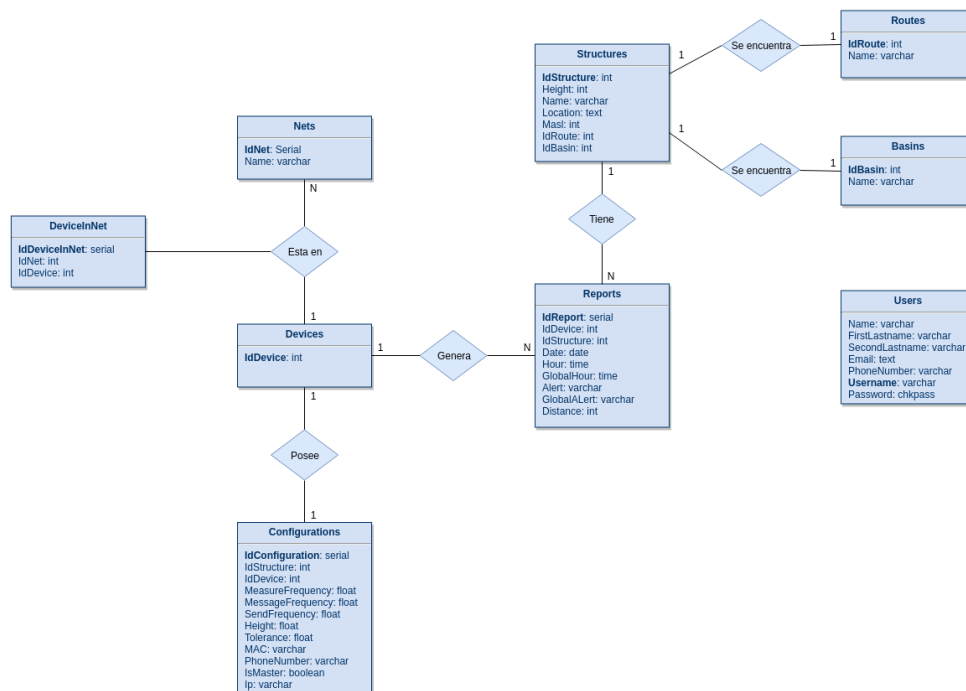 Routes
IdRoute: int
Name: varchar
Se encuentra
1
1
Structures
IdStructure: int
Height: int
Name: varchar
Location: text
Masl: int
IdRoute: int
IdBasin: int
1
1
Se encuentra
Basins
IdBasin: int
Name: varchar
1
Tiene
N
Nets
IdNet: Serial
Name: varchar
N
DeviceInNet
IdDeviceInNet: serial
IdNet: int
IdDevice: int
Esta en
1
Devices
IdDevice: int
1
Genera
N
Reports
IdReport: serial
IdDevice: int
IdStructure: int
Date: date
Hour: time
GlobalHour: time
Alert: varchar
GlobalALert: varchar
Distance: int
Users
Name: varchar
FirstLastname: varchar
SecondLastname: varchar
Email: text
PhoneNumber: varchar
Username: varchar
Password: chkpass
1
Posee
1
Configurations
IdConfiguration: serial
IdStructure: int
IdDevice: int
MeasureFrequency: float
MessageFrequency: float
SendFrequency: float
Height: float
Tolerance: float
MAC: varchar
PhoneNumber: varchar
IsMaster: boolean
Ip: varchar